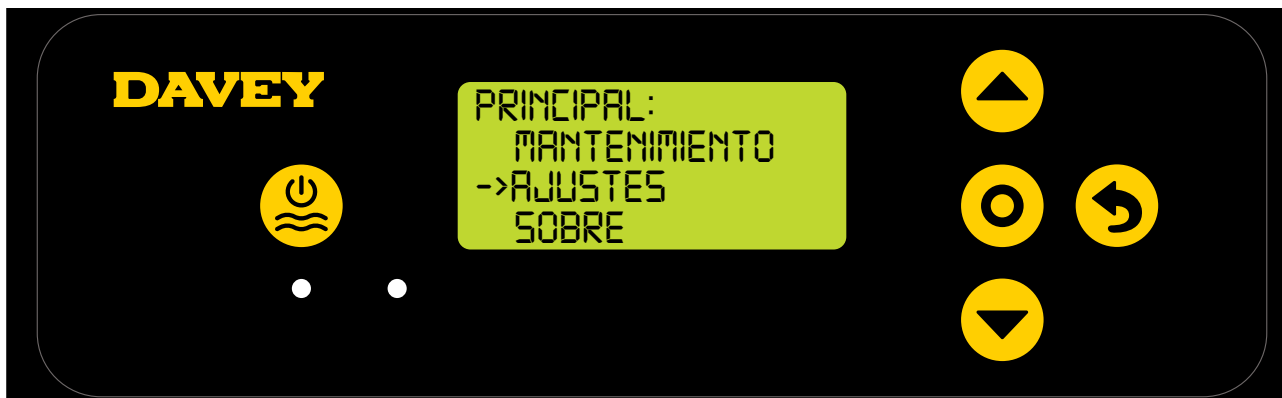 DAVEY
PRINCIPAL:
MANTENIMIENTO
->AJUSTES
SOBRE